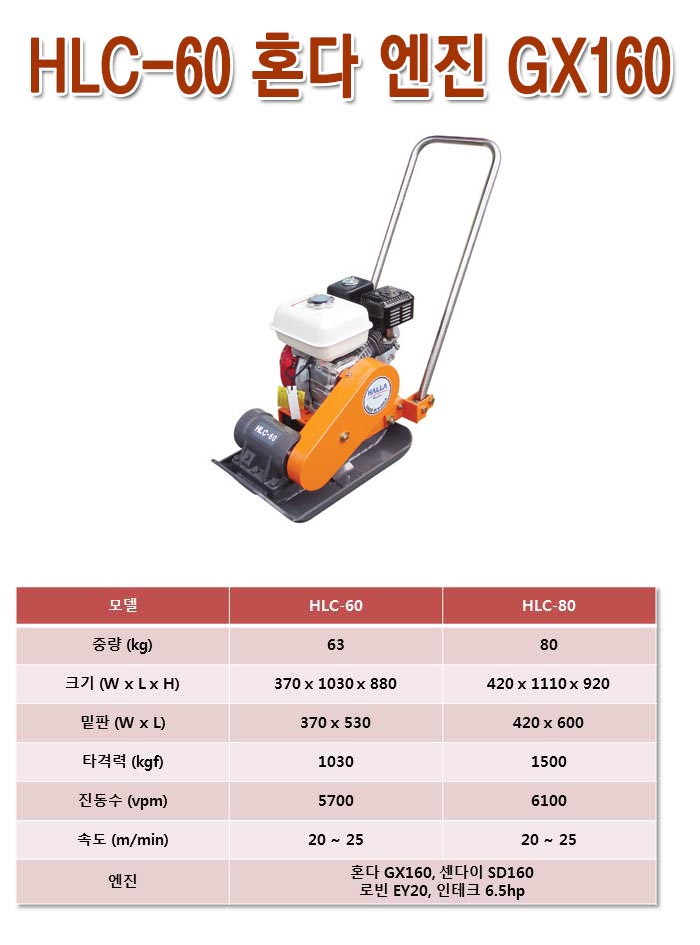 HLC-60 혼다 엔진 GX160
HALLA
HLC-60
모델 HLC-60 HLC-80
중량 (kg) 63 80
크기 (W x L x H) 370 x 1030 x 880 420 x 1110 x 920
밑판 (W x L) 370 x 530 420 x 600
타격력 (kgf) 1030 1500
진동수 (vpm) 5700 6100
속도 (m/min) 20 ~ 25 20 ~ 25
엔진 혼다 GX160, 센다이 SD160
로빈 EY20, 인테크 6.5hp